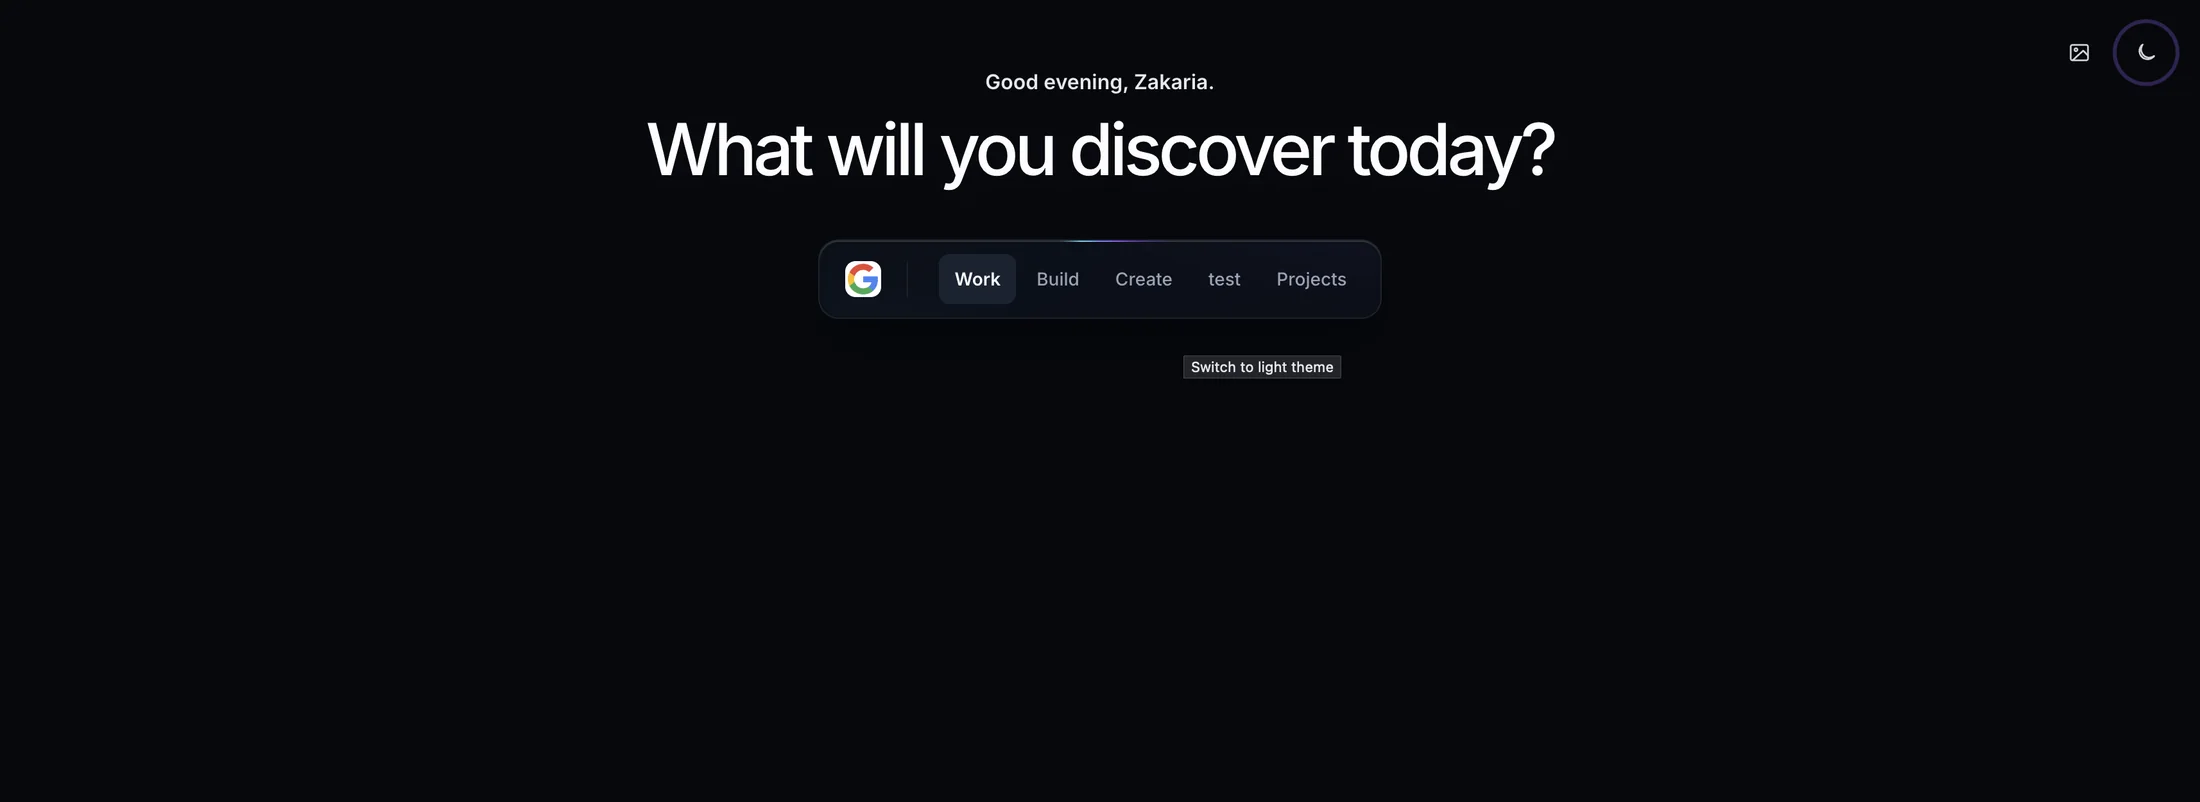 Good evening, Zakaria.
What will you discover today?
Work Build Create test Projects
Switch to light theme